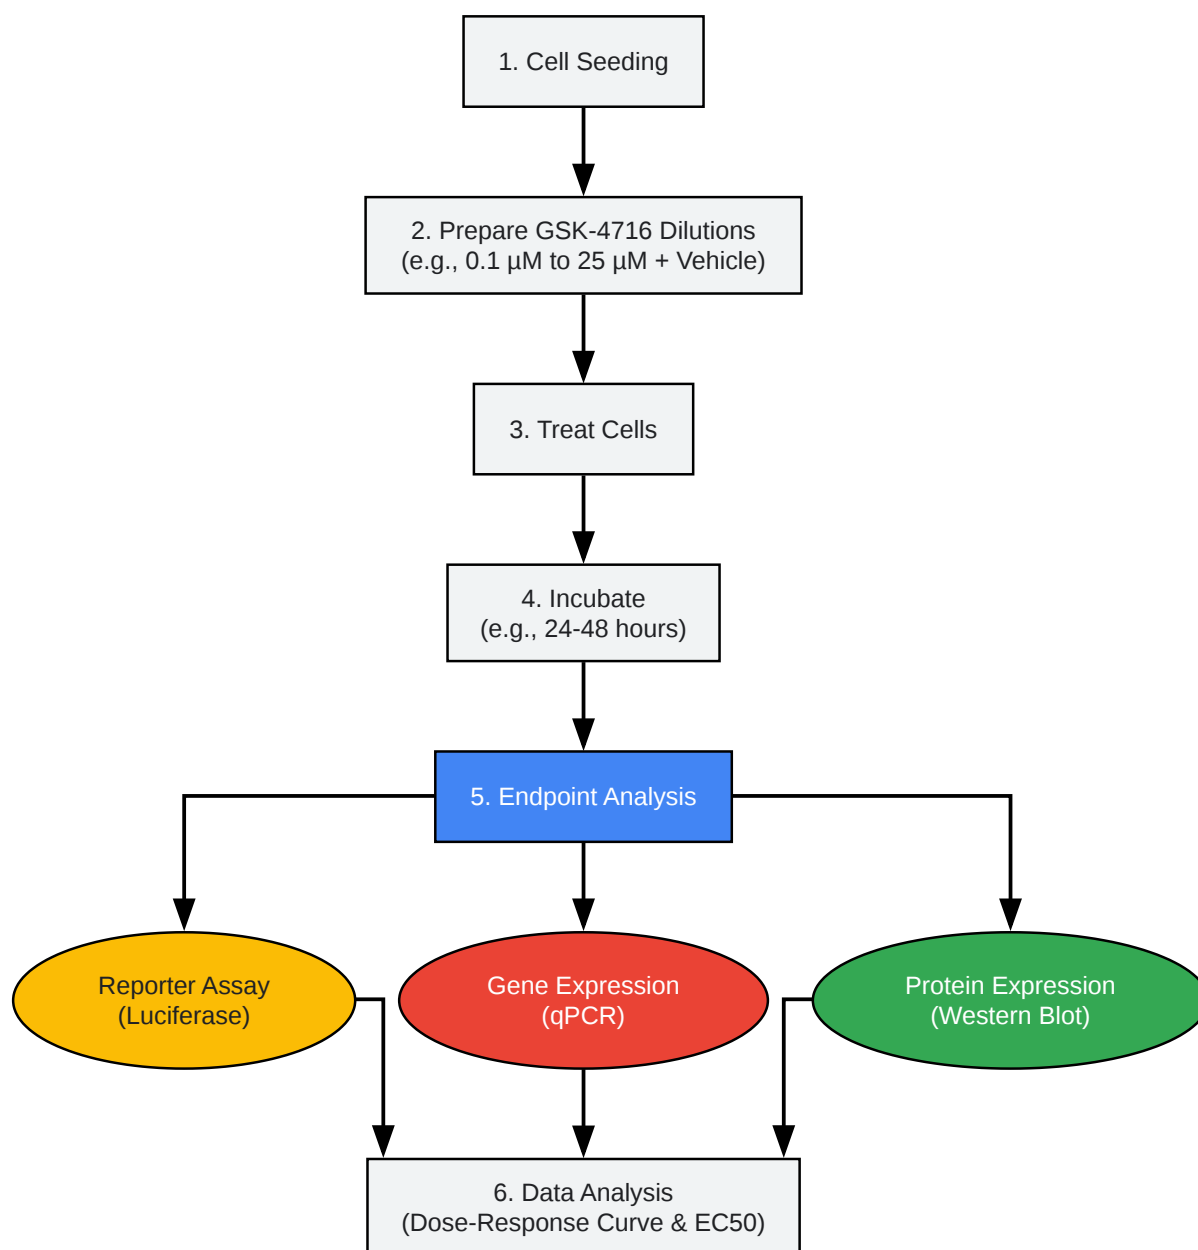 1. Cell Seeding
2. Prepare GSK-4716 Dilutions
(e.g., 0.1 µM to 25 µM + Vehicle)
3. Treat Cells
4. Incubate
(e.g., 24-48 hours)
5. Endpoint Analysis
Reporter Assay
(Luciferase)
Gene Expression
(qPCR)
Protein Expression
(Western Blot)
6. Data Analysis
(Dose-Response Curve & EC50)